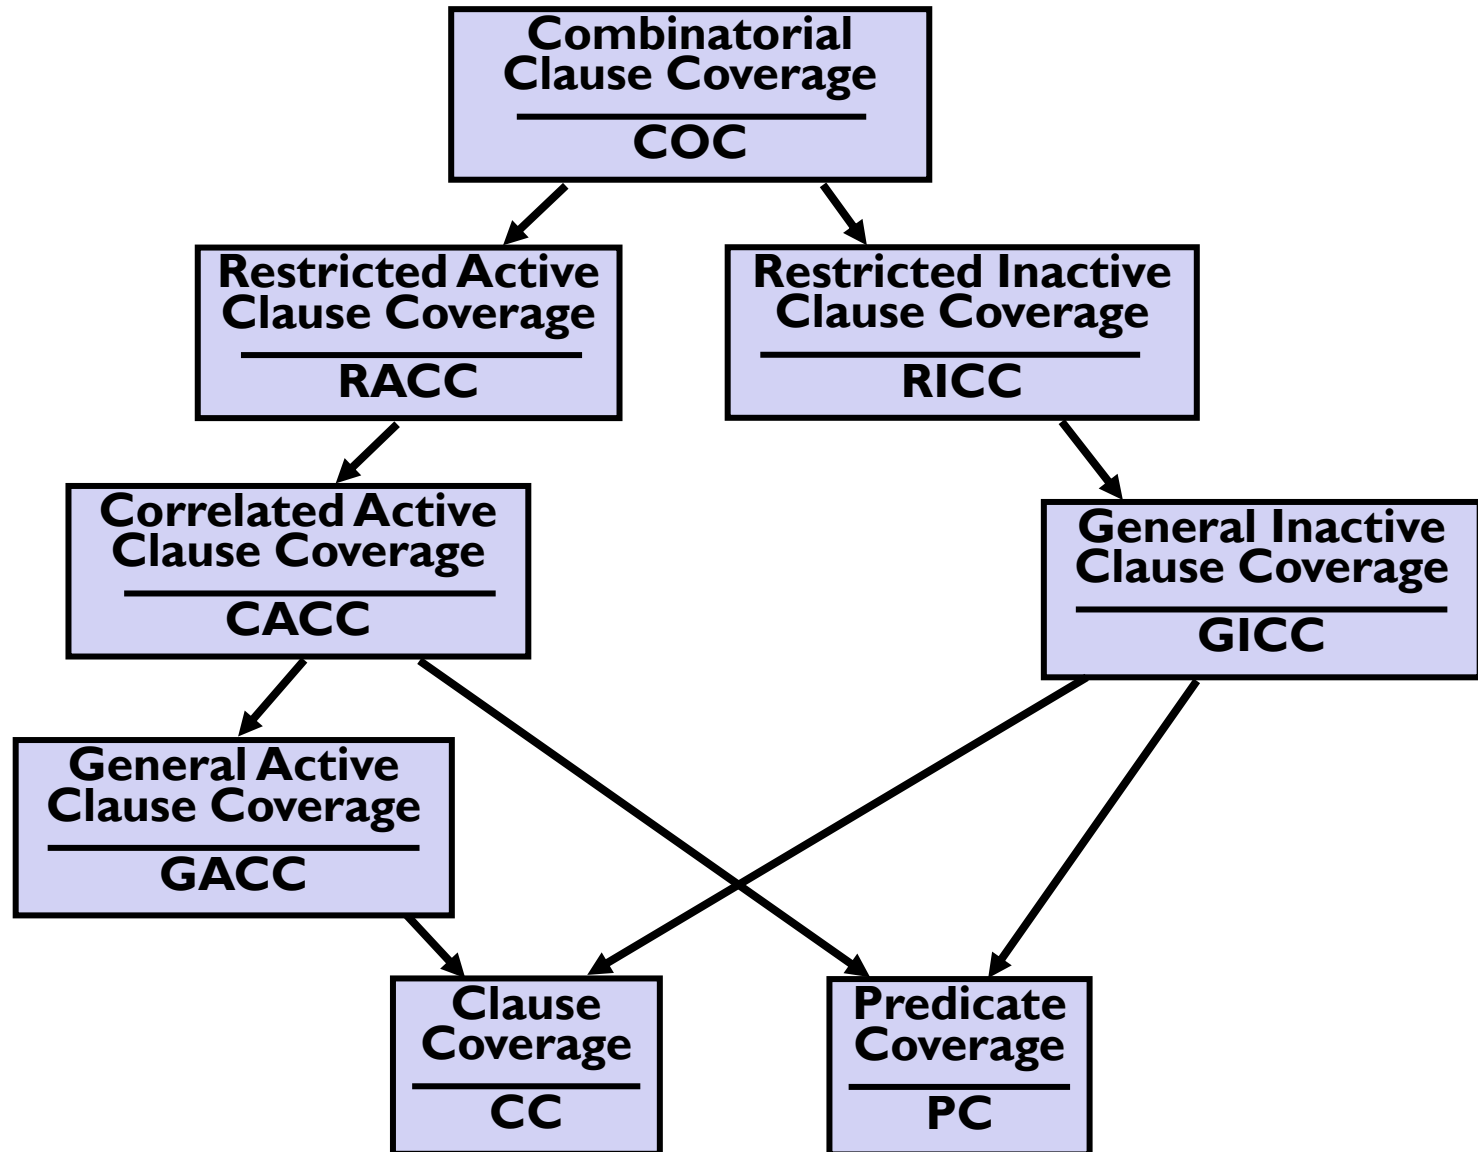 Combinatorial
Clause Coverage
COC
Restricted Active
Clause Coverage
RACC
Restricted Inactive
Clause Coverage
RICC
Correlated Active
Clause Coverage
CACC
General Inactive
Clause Coverage
GICC
General Active
Clause Coverage
GACC
Clause
Coverage
CC
Predicate
Coverage
PC